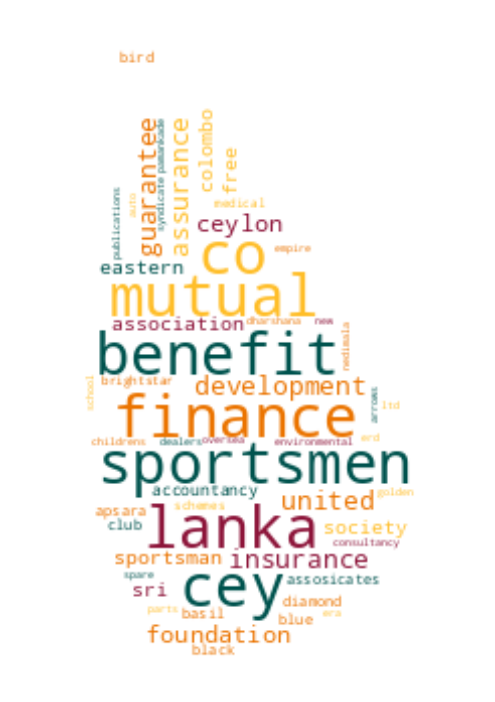 bird
guarantee
syndicate pamankade
assurance
colombo
free
publications
auto
medical
ceylon
co
empire
eastern
mutual
association dharshana new
nedimala
benefit
school
brightstar development
arrows
finance ltd
childrens dealers oversea environmental erd
sportsmen
accountancy united golden
apsara schemes
club lanka society
consultancy
sportsman insurance
spare cey assosicates
sri diamond
parts basil era
blue
foundation
black